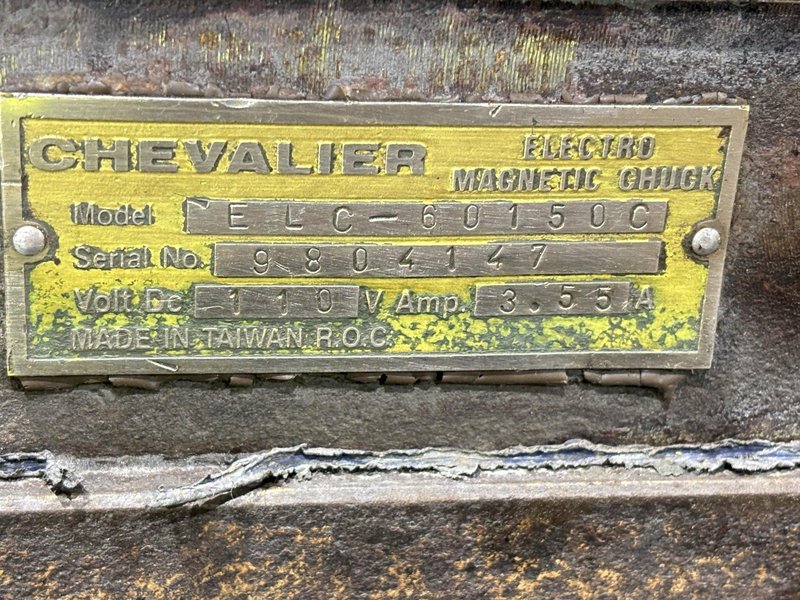 CHEVALIER ELECTRO
MAGNETIC CHUCK
Model ELC-60150C
Serial No. 9804147
Volt Dc 110 V Amp. 3.55 A
MADE IN TAIWAN R.O.C.